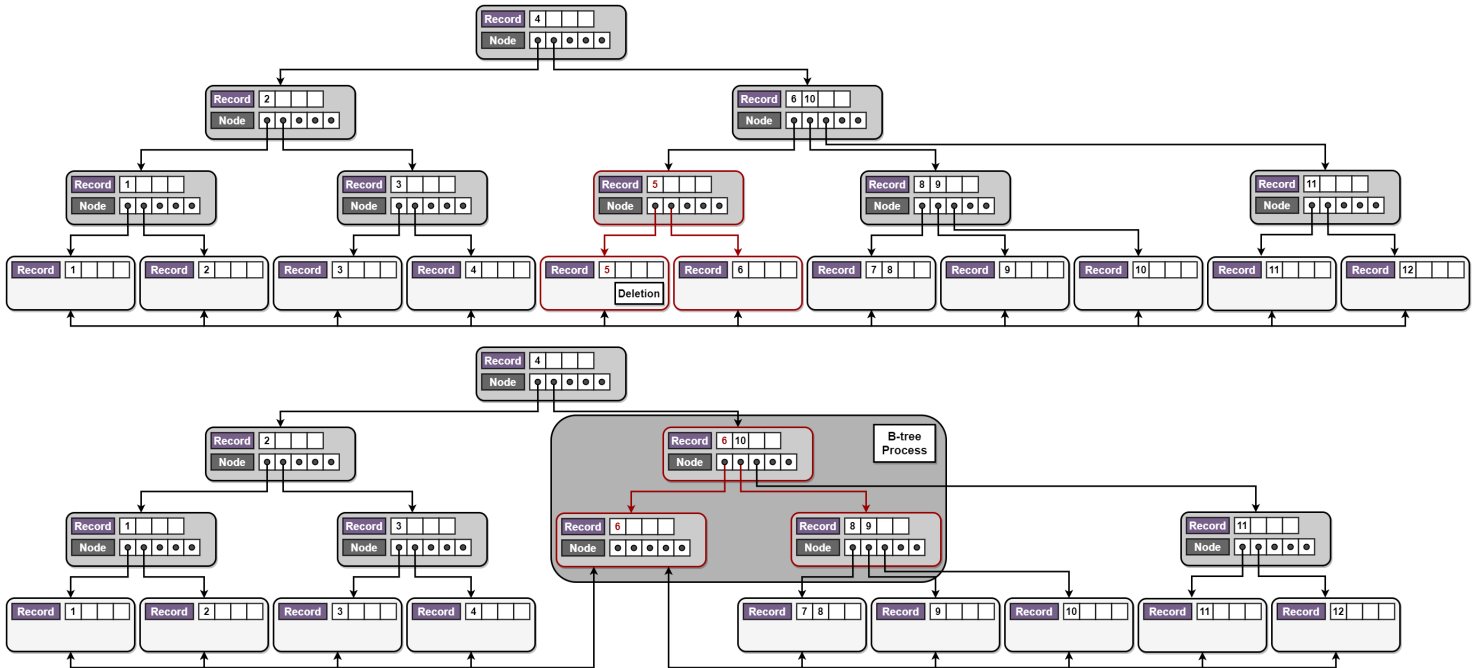 Record 4
Node
Record 2
Node
Record 6 10
Node
Record 1
Node
Record 3
Node
Record 5
Node
Record 8 9
Node
Record 11
Node
Record 1
Record 2
Record 3
Record 4
Record 5
Deletion
Record 6
Record 7 8
Record 9
Record 10
Record 11
Record 12
Record 4
Node
Record 2
Node
Record 6 10
Node
B-tree
Process
Record 1
Node
Record 3
Node
Record 6
Node
Record 8 9
Node
Record 11
Node
Record 1
Record 2
Record 3
Record 4
Record 7 8
Record 9
Record 10
Record 11
Record 12